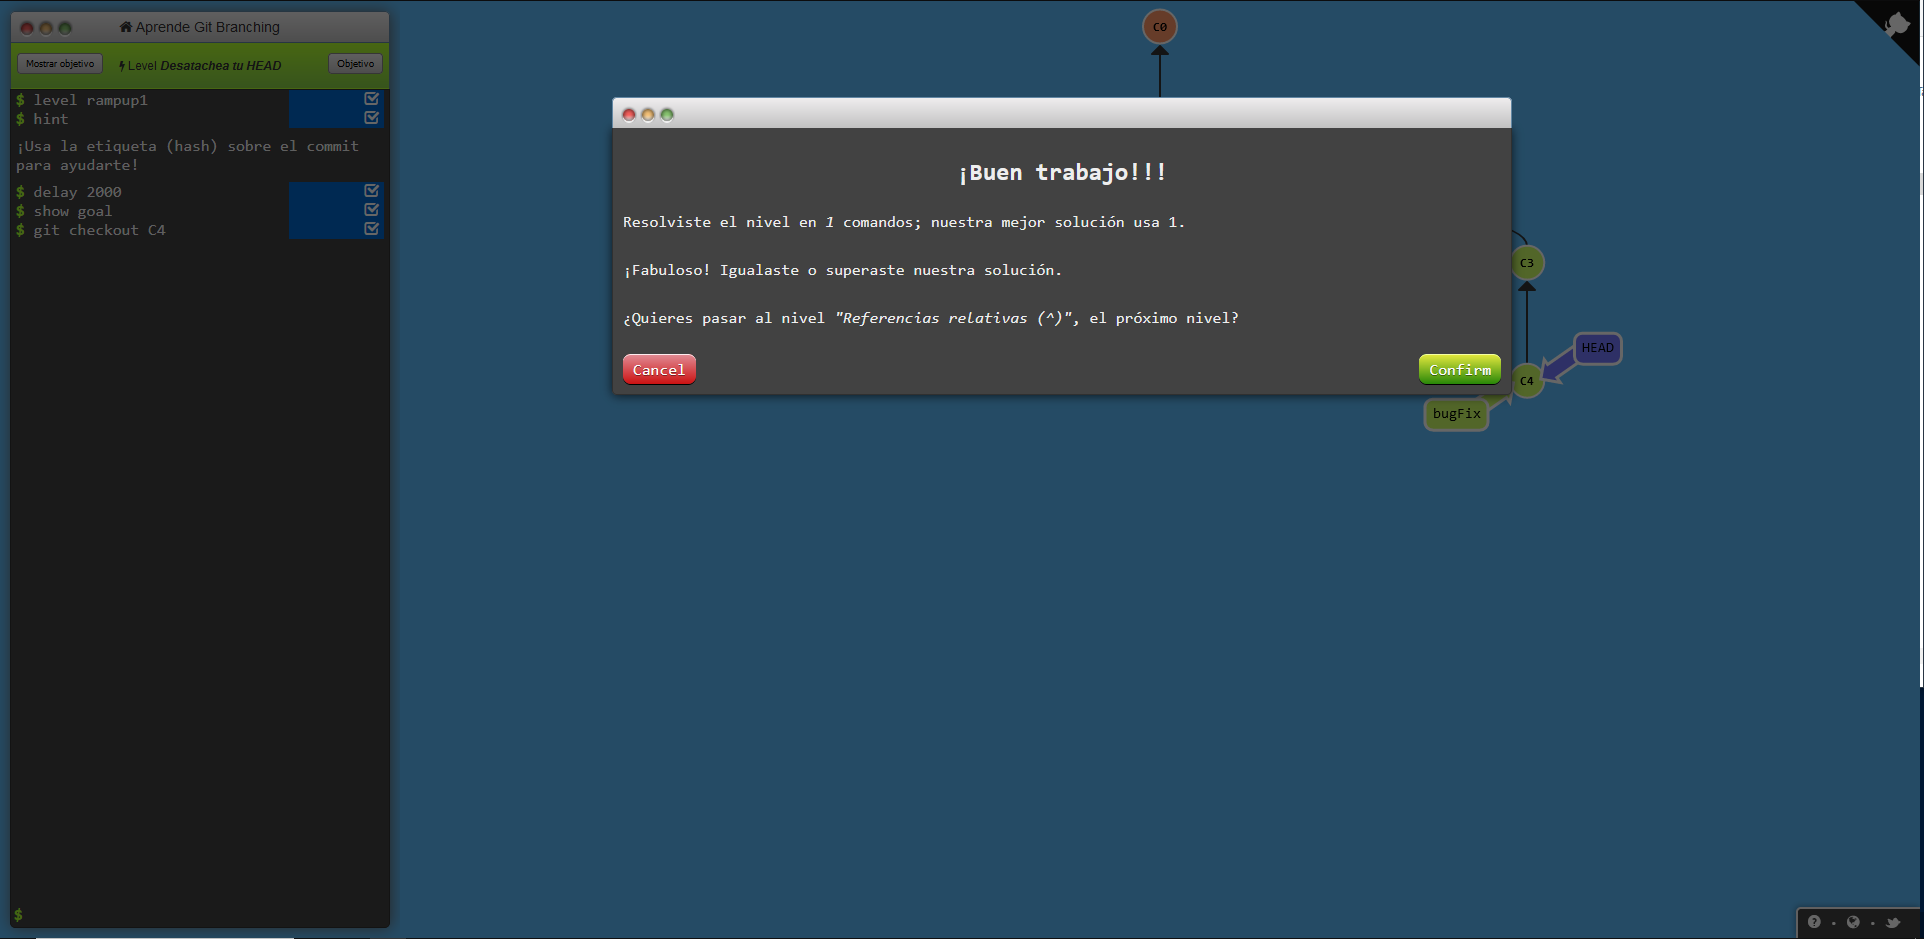 Aprende Git Branching
Mostrar objetivo
Level Desatachea tu HEAD
Objetivo
$ level rampup1
$ hint
¡Usa la etiqueta (hash) sobre el commit
para ayudarte!
$ delay 2000
$ show goal
$ git checkout C4
$
C0
¡Buen trabajo!!!
Resolviste el nivel en 1 comandos; nuestra mejor solución usa 1.
¡Fabuloso! Igualaste o superaste nuestra solución.
¿Quieres pasar al nivel "Referencias relativas (^)", el próximo nivel?
Cancel
Confirm
C3
HEAD
C4
bugFix